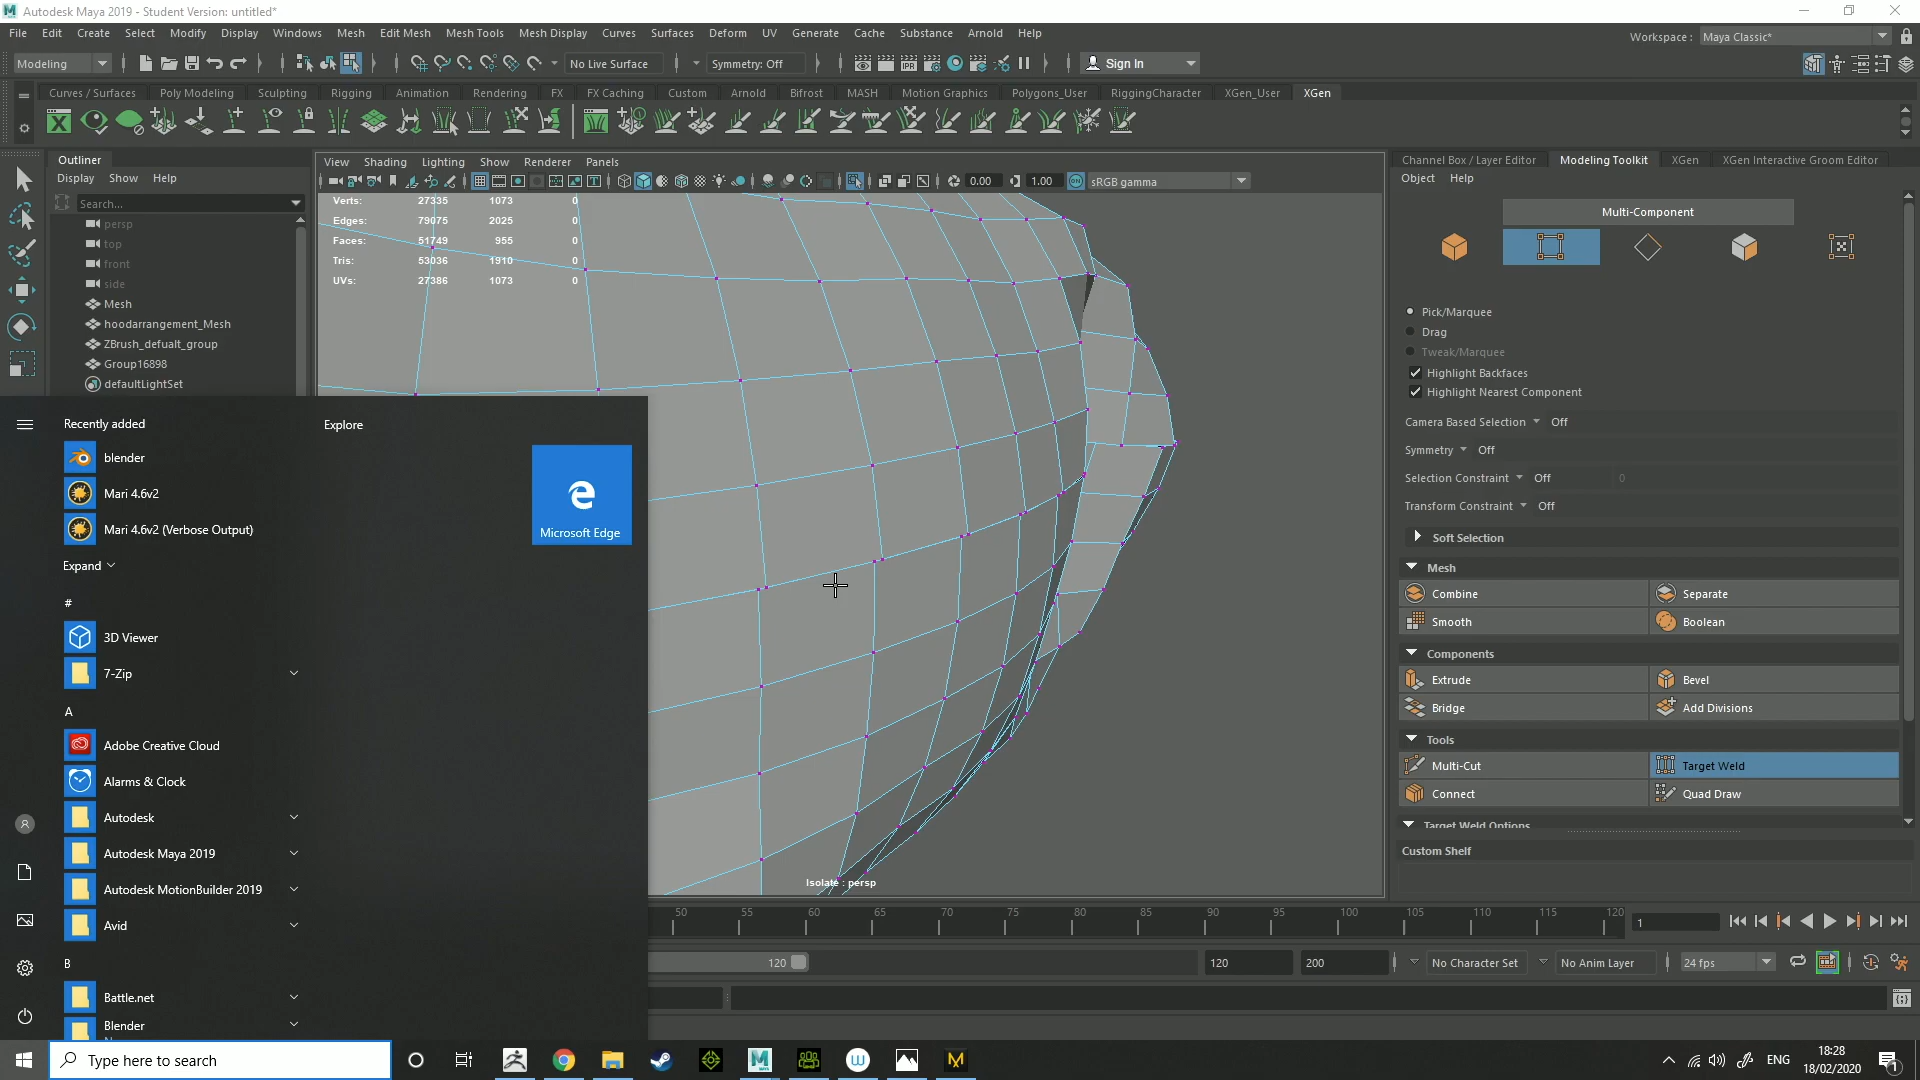 Autodesk Maya 2019 - Student Version: untitled*
File Edit Create Select Modify Display Windows Mesh Edit Mesh Mesh Tools Mesh Display Curves Surfaces Deform UV Generate Cache Substance Arnold Help
Workspace : Maya Classic*
Modeling No Live Surface Symmetry: Off Sign In
Curves / Surfaces Poly Modeling Sculpting Rigging Animation Rendering FX FX Caching Custom Arnold Bifrost MASH Motion Graphics Polygons_User RiggingCharacter XGen_User XGen
Outliner
Display Show Help
Search...
persp
top
front
side
Mesh
hoodarrangement_Mesh
ZBrush_defualt_group
Group16898
defaultLightSet
View Shading Lighting Show Renderer Panels
0.00 1.00 sRGB gamma
Verts: 27335 1073 0
Edges: 79075 2025 0
Faces: 51749 955 0
Tris: 53036 1910 0
UVs: 27386 1073 0
Isolate : persp
Channel Box / Layer Editor Modeling Toolkit XGen XGen Interactive Groom Editor
Object Help
Multi-Component
Pick/Marquee
Drag
Tweak/Marquee
Highlight Backfaces
Highlight Nearest Component
Camera Based Selection Off
Symmetry Off
Selection Constraint Off 0
Transform Constraint Off
Soft Selection
Mesh
Combine Separate
Smooth Boolean
Components
Extrude Bevel
Bridge Add Divisions
Tools
Multi-Cut Target Weld
Connect Quad Draw
Target Weld Options
Custom Shelf
Recently added
Explore
blender
Mari 4.6v2
Mari 4.6v2 (Verbose Output)
Microsoft Edge
Expand
#
3D Viewer
7-Zip
A
Adobe Creative Cloud
Alarms & Clock
Autodesk
Autodesk Maya 2019
Autodesk MotionBuilder 2019
Avid
B
Battle.net
Blender
50 55 60 65 70 75 80 85 90 95 100 105 110 115 120
1
120 120 200 No Character Set No Anim Layer 24 fps
Type here to search
ENG
18:28
18/02/2020
1